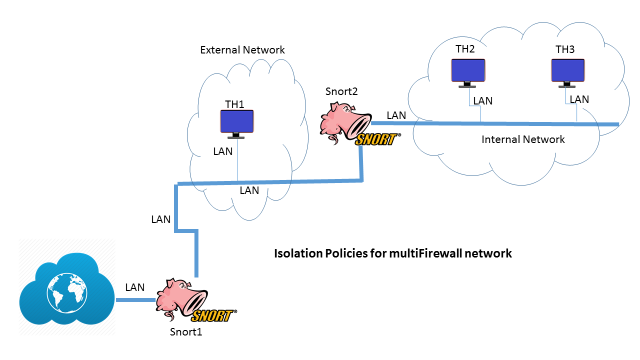 External Network
TH1
LAN
LAN
LAN
Snort2
SNORT
LAN
TH2
TH3
LAN
LAN
Internal Network
Isolation Policies for multiFirewall network
LAN
SNORT
Snort1